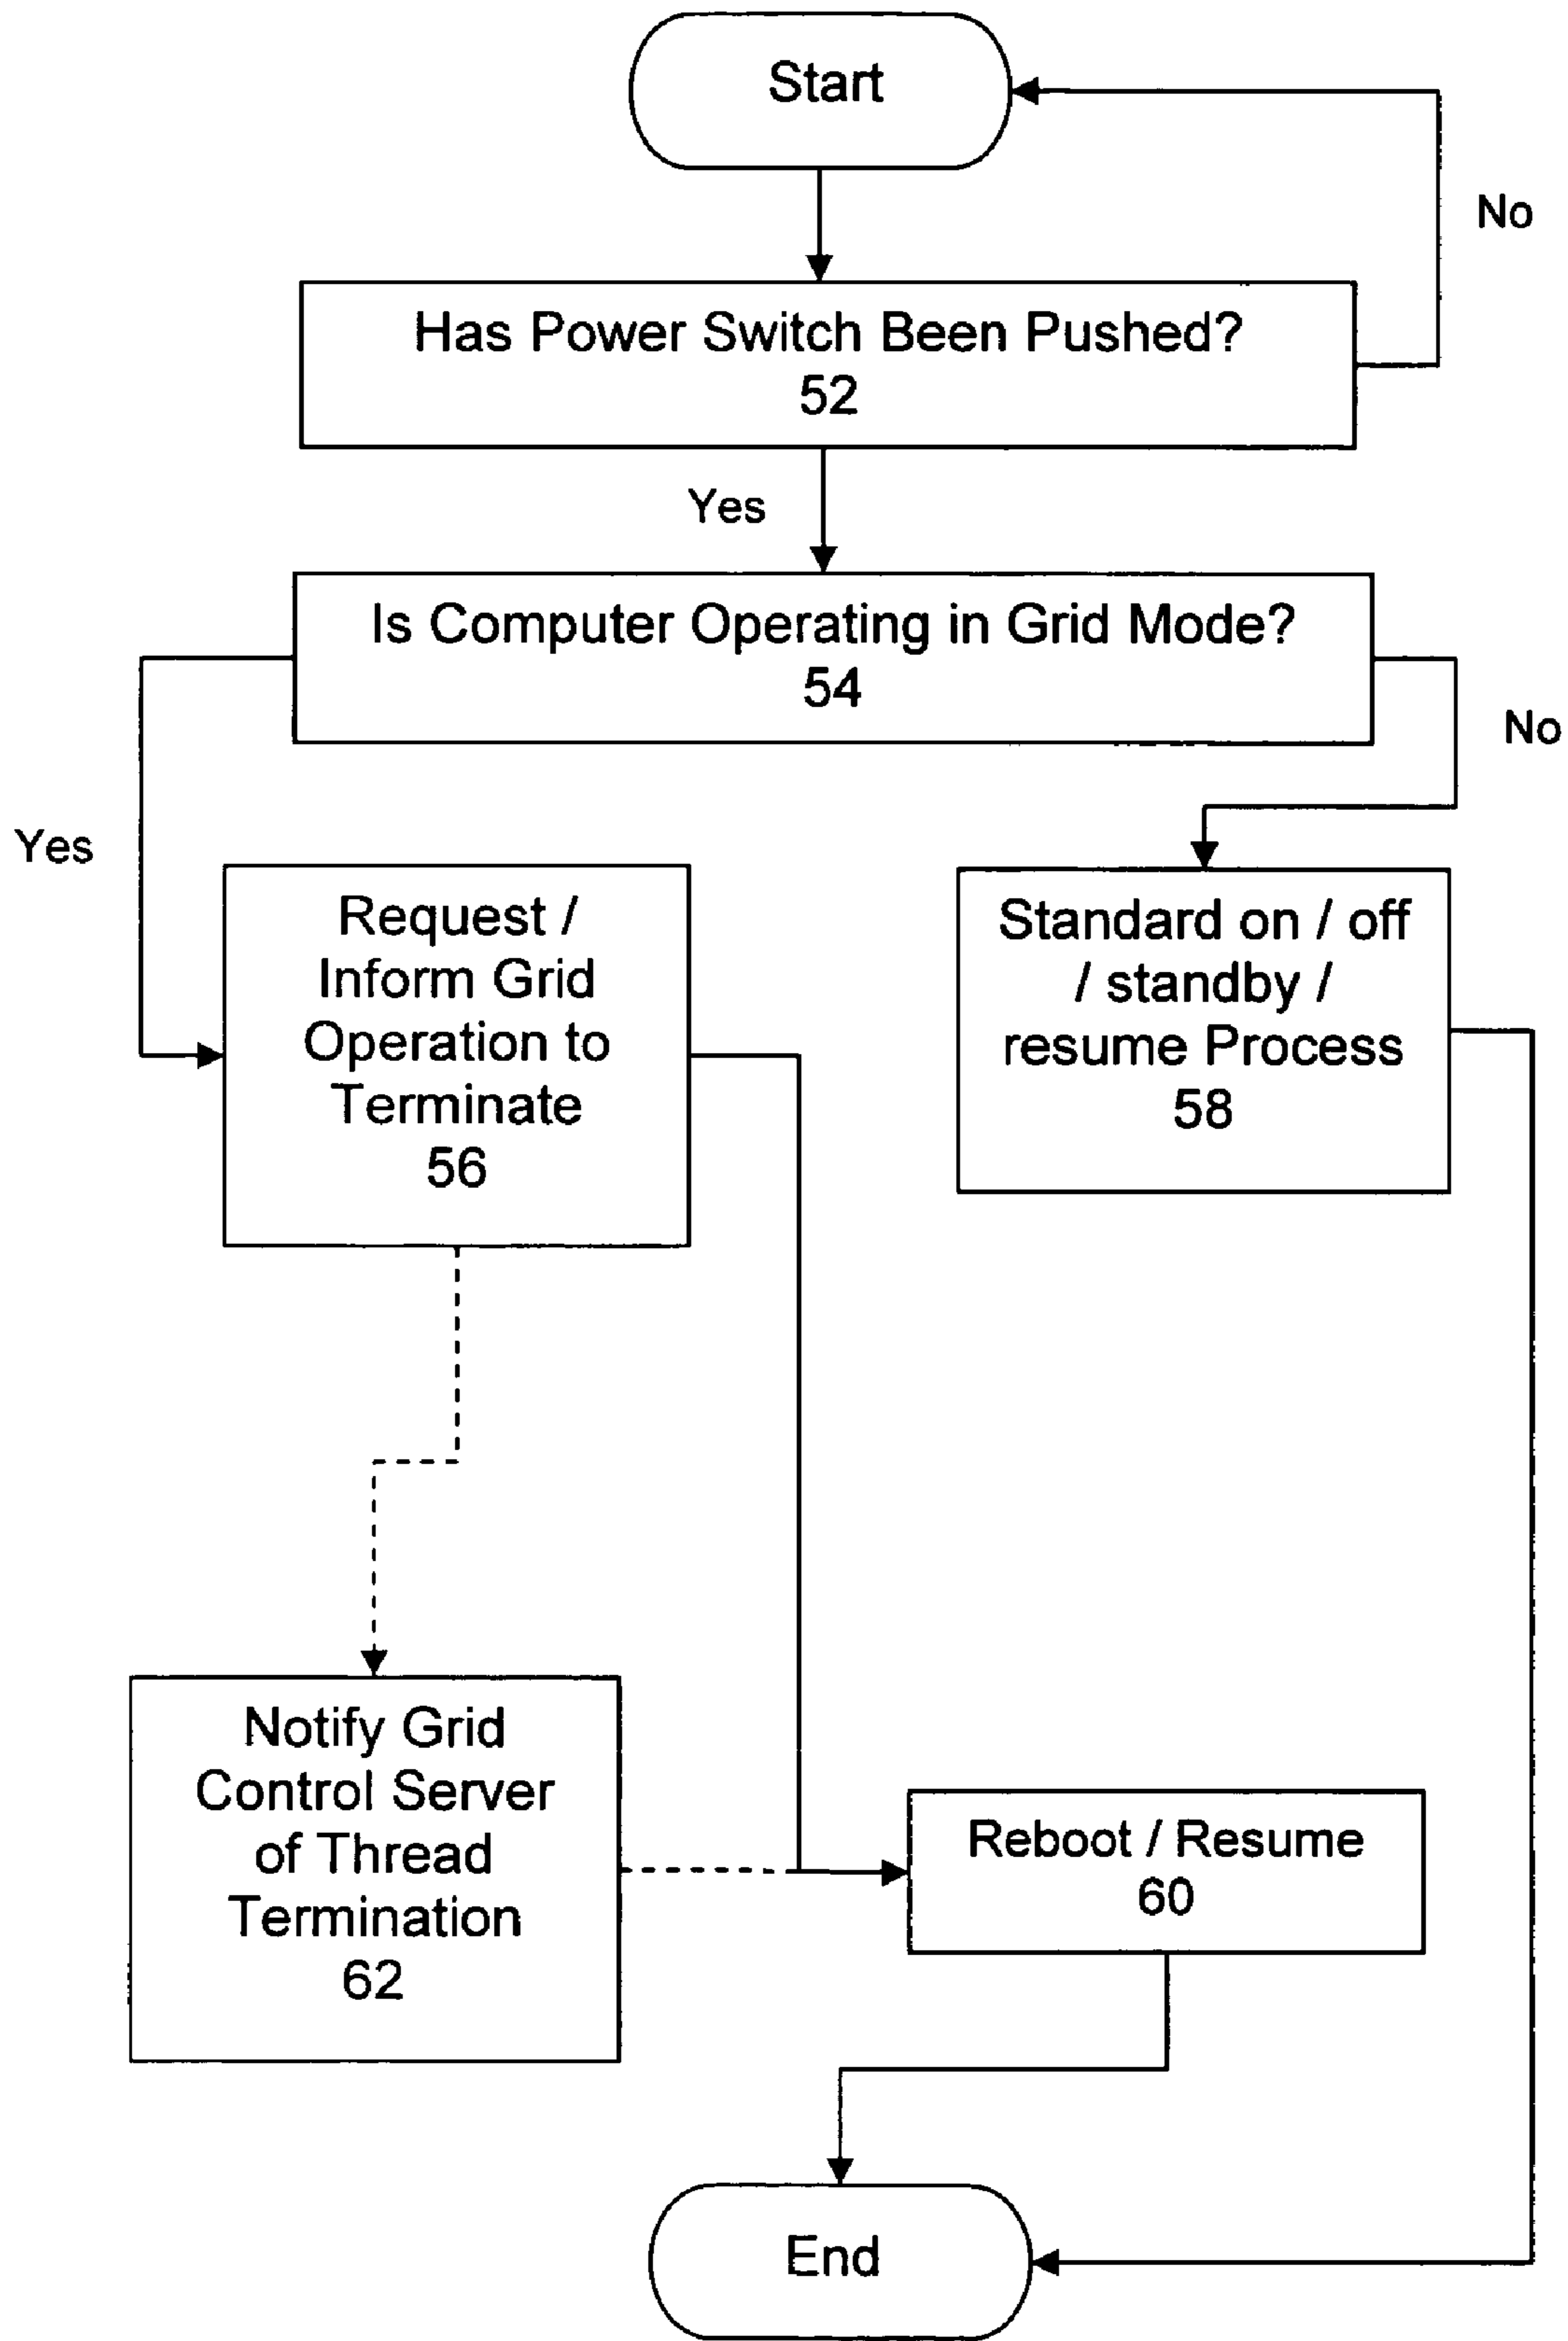 Start
No
Has Power Switch Been Pushed?
52
Yes
Is Computer Operating in Grid Mode?
54
No
Yes
Request /
Inform Grid
Operation to
Terminate
56
Standard on / off
/ standby /
resume Process
58
Notify Grid
Control Server
of Thread
Termination
62
Reboot / Resume
60
End